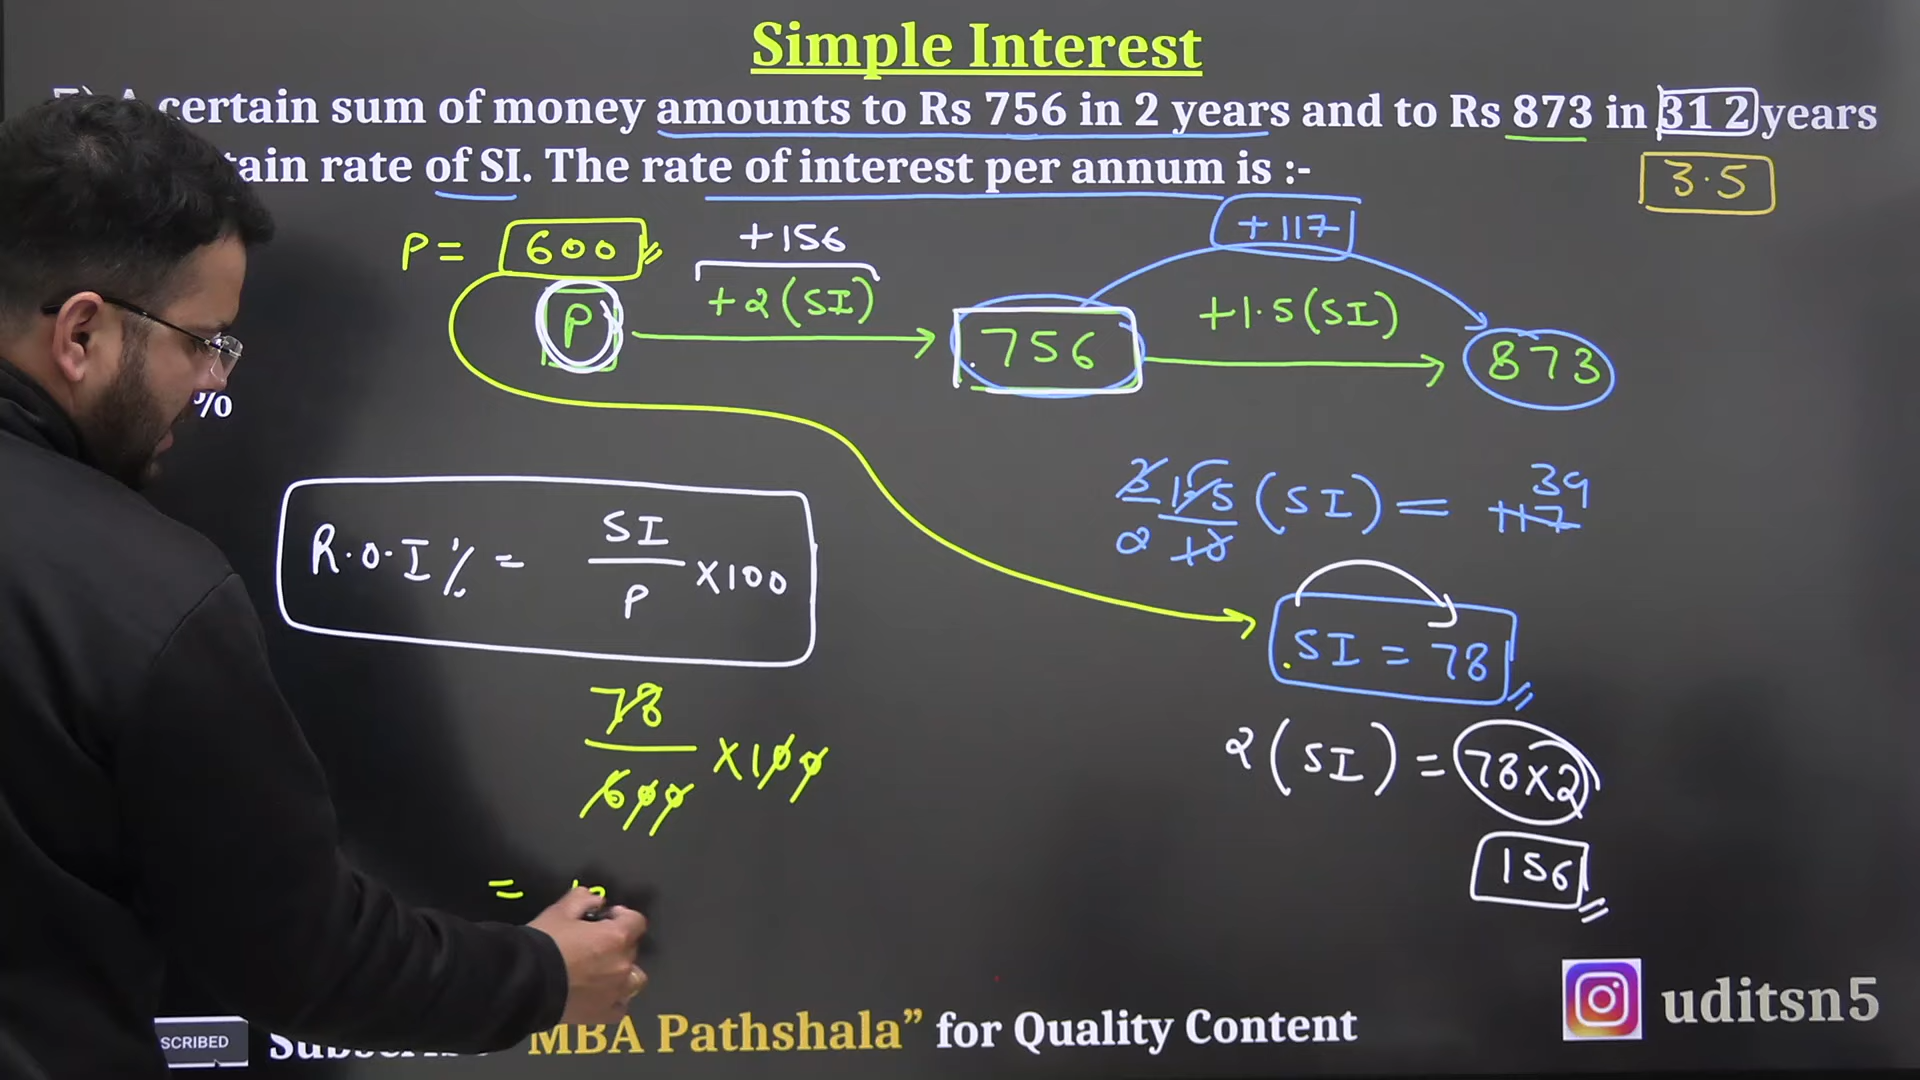 Simple Interest
certain sum of money amounts to Rs 756 in 2 years and to Rs 873 in 31 2 years
tain rate of SI. The rate of interest per annum is :-
3.5
+117
P = 600
+156
+2(SI)
+1.5(SI)
P
756
873
%
3 1.5 (SI) = 117 39
2 10
R.O.I % = SI
P
×100
SI = 78
78
600
×100
2(SI) = 78×2
156
=
SCRIBED
MBA Pathshala” for Quality Content
uditsn5